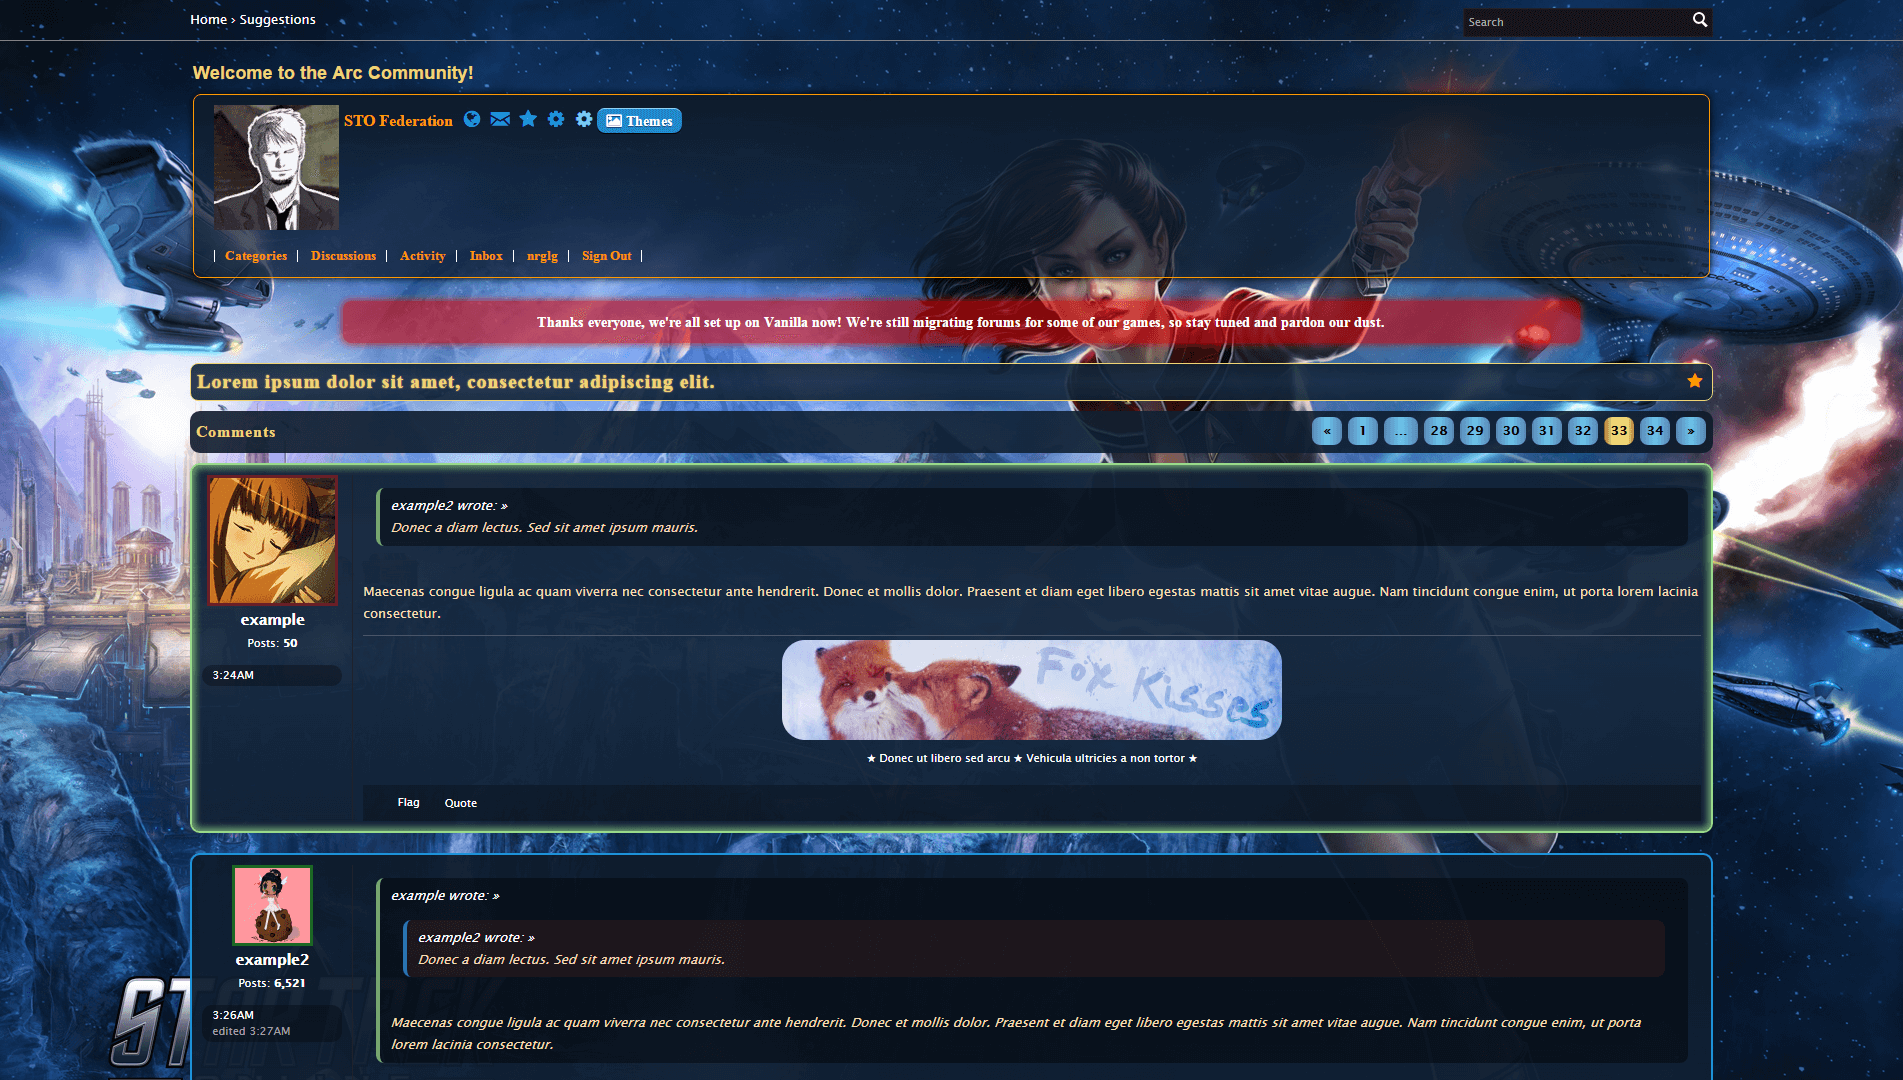 Home › Suggestions
Search
Welcome to the Arc Community!
STO Federation
Themes
Categories | Discussions | Activity | Inbox | nrglg | Sign Out |
Thanks everyone, we're all set up on Vanilla now! We're still migrating forums for some of our games, so stay tuned and pardon our dust.
Lorem ipsum dolor sit amet, consectetur adipiscing elit.
Comments
« 1 ... 28 29 30 31 32 33 34 »
example2 wrote: »
Donec a diam lectus. Sed sit amet ipsum mauris.
example
Posts: 50
3:24AM
Maecenas congue ligula ac quam viverra nec consectetur ante hendrerit. Donec et mollis dolor. Praesent et diam eget libero egestas mattis sit amet vitae augue. Nam tincidunt congue enim, ut porta lorem lacinia
consectetur.
Fox Kisses
★ Donec ut libero sed arcu ★ Vehicula ultricies a non tortor ★
Flag Quote
example wrote: »
example2 wrote: »
Donec a diam lectus. Sed sit amet ipsum mauris.
example2
Posts: 6,521
3:26AM
edited 3:27AM
Maecenas congue ligula ac quam viverra nec consectetur ante hendrerit. Donec et mollis dolor. Praesent et diam eget libero egestas mattis sit amet vitae augue. Nam tincidunt congue enim, ut porta
lorem lacinia consectetur.
STAR TREK